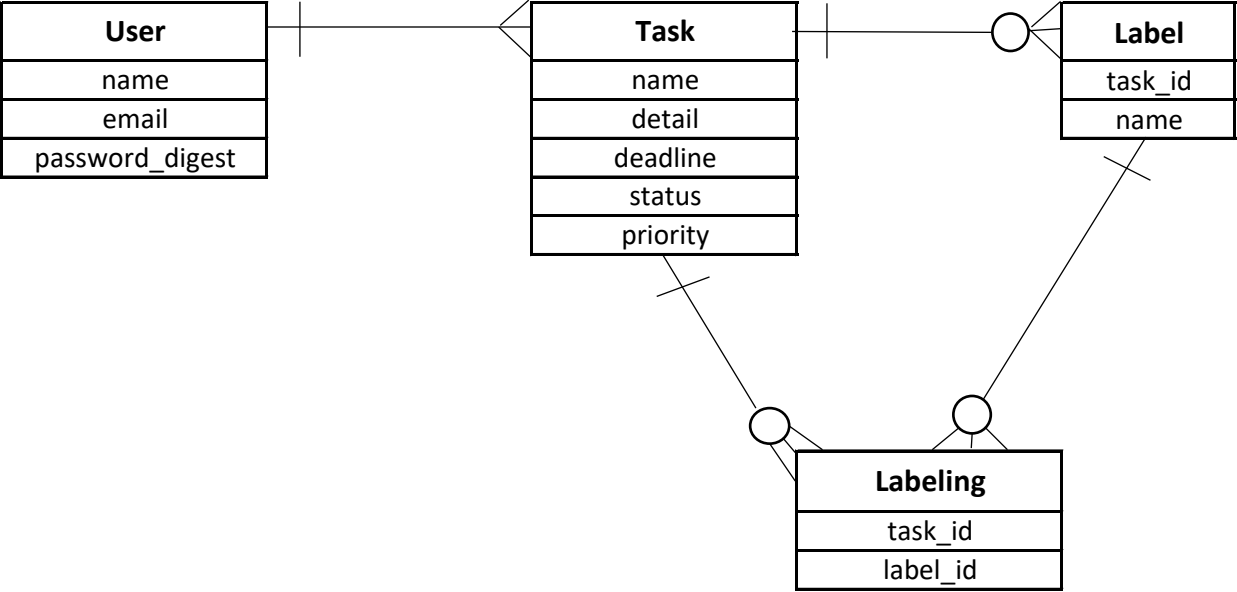 User
name
email
password_digest
Task
name
detail
deadline
status
priority
Label
task_id
name
Labeling
task_id
label_id